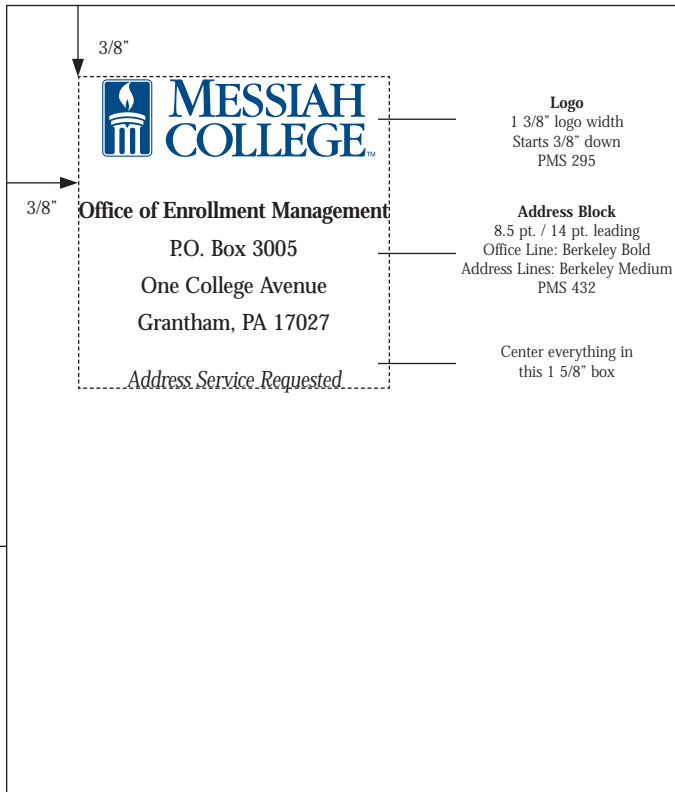 3/8”
MESSIAH
COLLEGE™
3/8”
Office of Enrollment Management
P.O. Box 3005
One College Avenue
Grantham, PA 17027
Address Service Requested
Logo
1 3/8” logo width
Starts 3/8” down
PMS 295
Address Block
8.5 pt. / 14 pt. leading
Office Line: Berkeley Bold
Address Lines: Berkeley Medium
PMS 432
Center everything in
this 1 5/8” box